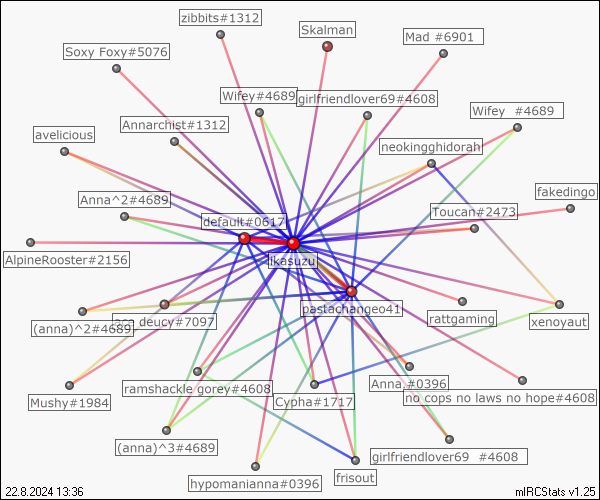 zibbits#1312
Skalman
Mad #6901
Soxy Foxy#5076
Wifey#4689
girlfriendlover69#4608
Wifey  #4689
Annarchist#1312
avelicious
neokingghidorah
fakedingo
Anna^2#4689
default#0617
Toucan#2473
AlpineRooster#2156
ikasuzu
pastachangeo41
rattgaming
xenoyaut
(anna)^2#4689
deucy#7097
ramshackle gorey#4608
Anna #0396
no cops no laws no hope#4608
Mushy#1984
Cypha#1717
(anna)^3#4689
girlfriendlover69  #4608
hypomanianna#0396
frisout
22.8.2024 13:36
mIRCStats v1.25